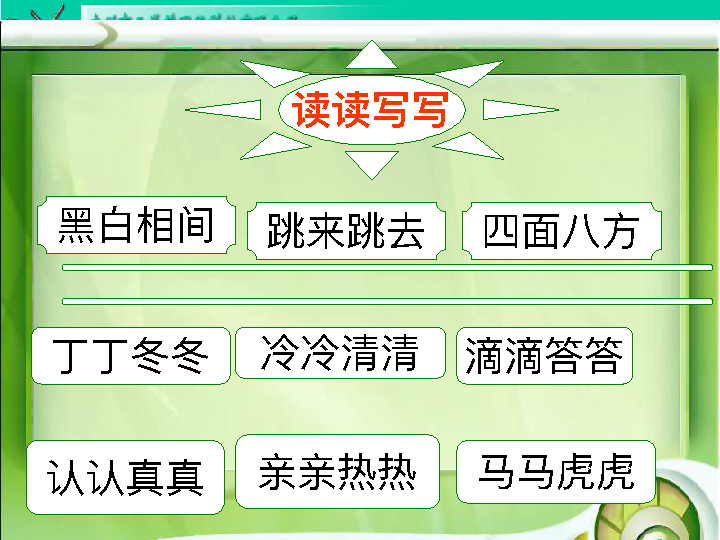 读读写写
黑白相间 跳来跳去 四面八方
丁丁冬冬 冷冷清清 滴滴答答
认认真真 亲亲热热 马马虎虎